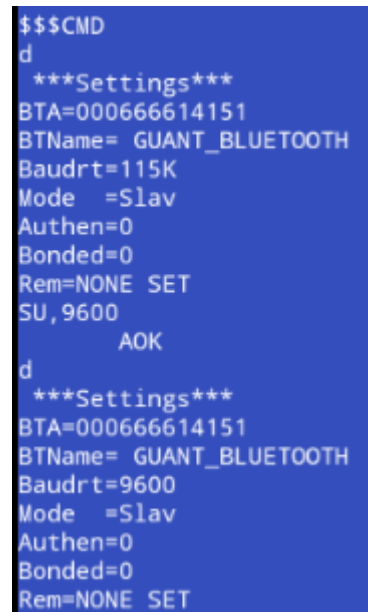 $$$CMD
d
***Settings***
BTA=000666614151
BTName= GUANT_BLUETOOTH
Baudrt=115K
Mode  =Slav
Authen=0
Bonded=0
Rem=NONE SET
SU,9600
AOK
d
***Settings***
BTA=000666614151
BTName= GUANT_BLUETOOTH
Baudrt=9600
Mode  =Slav
Authen=0
Bonded=0
Rem=NONE SET